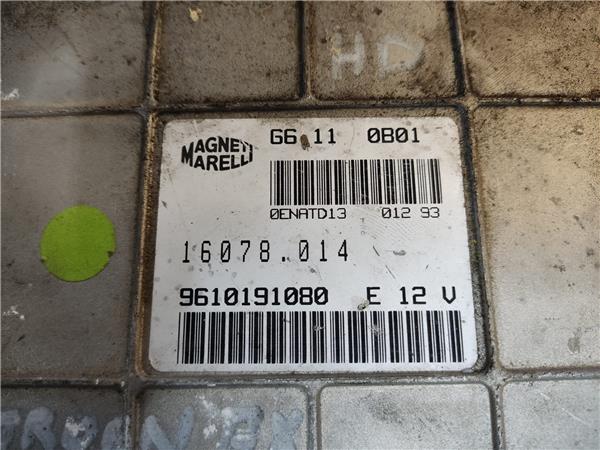 HD
MAGNETI MARELLI
G6.11 0B01
0ENATD13 012 93
16078.014
9610191080 E 12 V